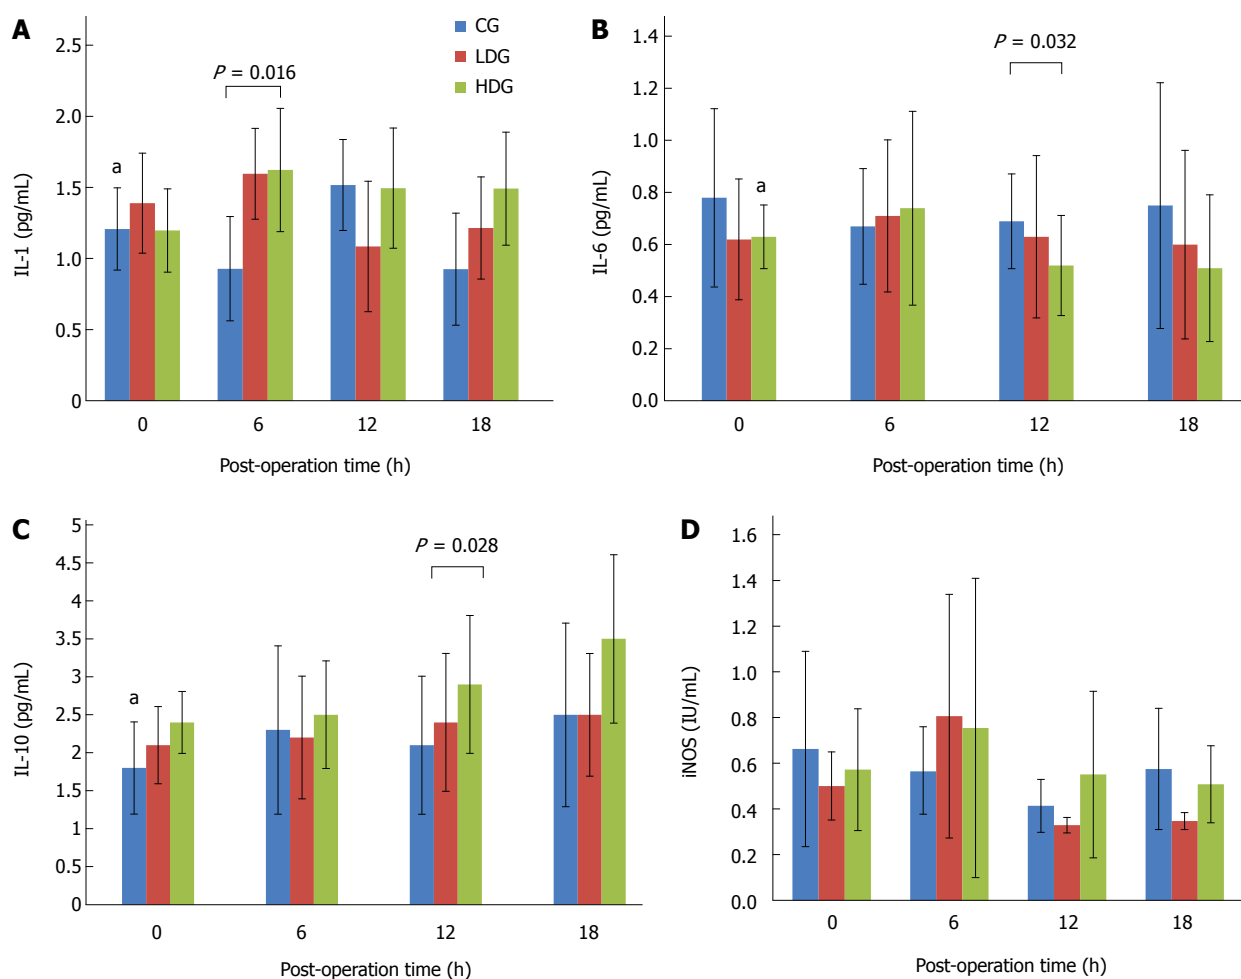 A
CG
LDG
HDG
P = 0.016
a
2.5
2.0
1.5
1.0
0.5
0
IL-1 (pg/mL)
0 6 12 18
Post-operation time (h)
B
P = 0.032
a
1.4
1.2
1.0
0.8
0.6
0.4
0.2
0.0
IL-6 (pg/mL)
0 6 12 18
Post-operation time (h)
C
P = 0.028
a
5
4.5
4
3.5
3
2.5
2
1.5
1
0.5
0
IL-10 (pg/mL)
0 6 12 18
Post-operation time (h)
D
1.6
1.4
1.2
1.0
0.8
0.6
0.4
0.2
0.0
iNOS (IU/mL)
0 6 12 18
Post-operation time (h)